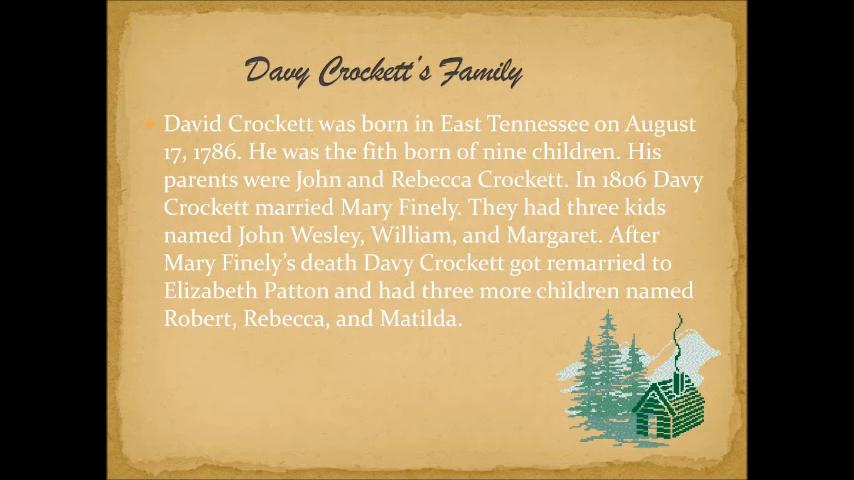 Davy Crockett's Family
David Crockett was born in East Tennessee on August
17, 1786. He was the fith born of nine children. His
parents were John and Rebecca Crockett. In 1806 Davy
Crockett married Mary Finely. They had three kids
named John Wesley, William, and Margaret. After
Mary Finely's death Davy Crockett got remarried to
Elizabeth Patton and had three more children named
Robert, Rebecca, and Matilda.